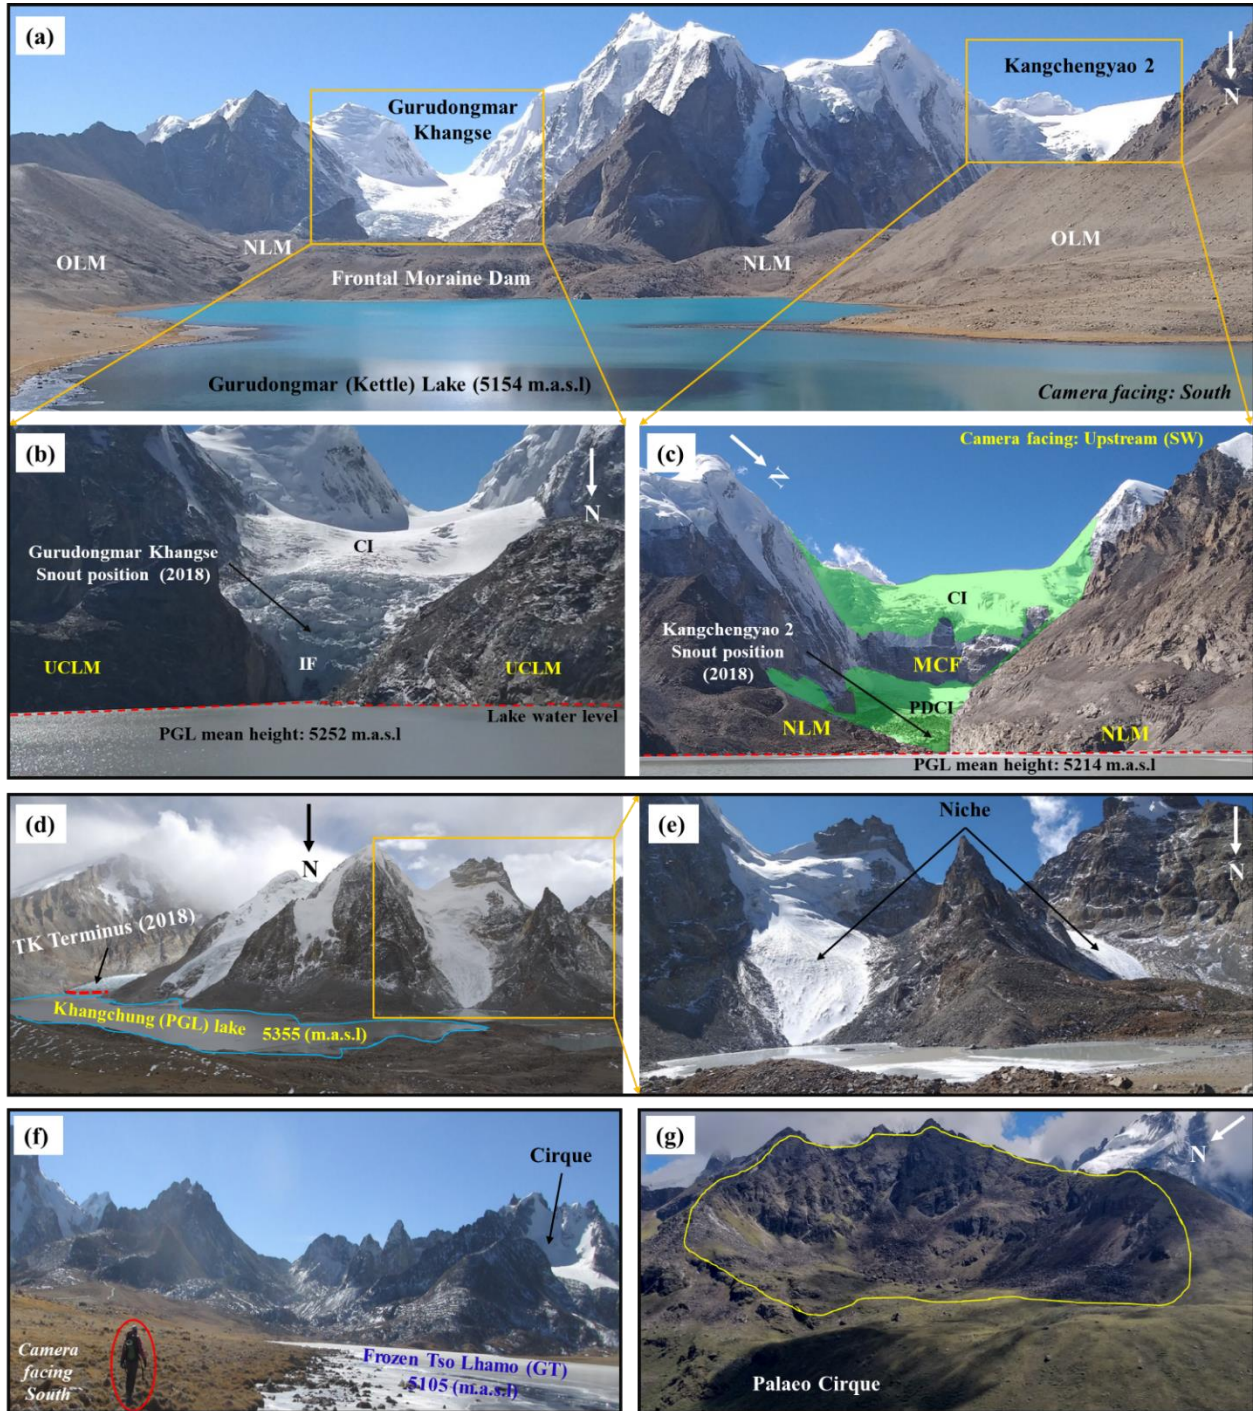 (a)
Gurudongmar
Khangse
Kangchengyao 2
N
OLM
NLM
Frontal Moraine Dam
NLM
OLM
Gurudongmar (Kettle) Lake (5154 m.a.s.l)
Camera facing: South
(b)
CI
N
Gurudongmar Khangse
Snout position (2018)
UCLM
IF
UCLM
Lake water level
PGL mean height: 5252 m.a.s.l
(c)
Camera facing: Upstream (SW)
N
CI
Kangchengyao 2
Snout position
(2018)
MCF
NLM
PDCI
NLM
PGL mean height: 5214 m.a.s.l
(d)
N
TK Terminus (2018)
Khangchung (PGL) lake 5355 (m.a.s.l)
(e)
Niche
N
(f)
Cirque
Camera
facing
South
Frozen Tso Lhamo (GT)
5105 (m.a.s.l)
(g)
N
Palaeo Cirque